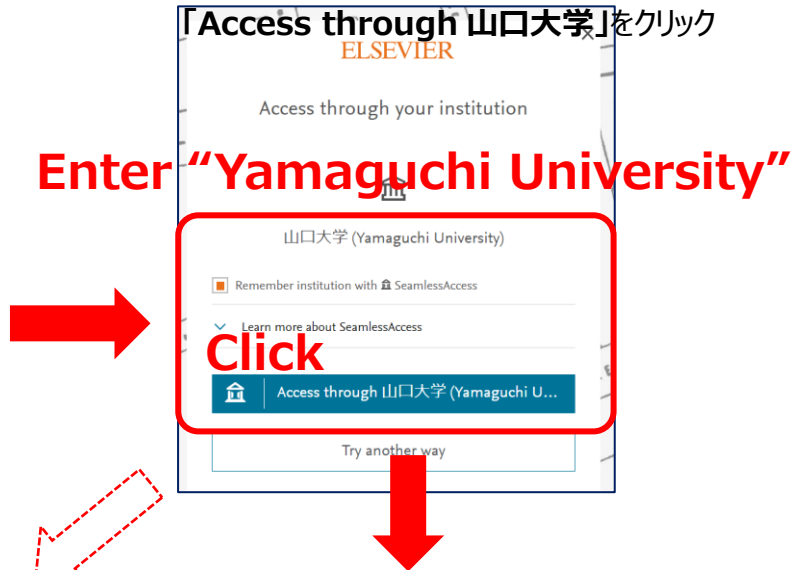 「Access through 山口大学」をクリック
ELSEVIER
Access through your institution
Enter “Yamaguchi University”
山口大学 (Yamaguchi University)
Remember institution with SeamlessAccess
Learn more about SeamlessAccess
Click
Access through 山口大学 (Yamaguchi U...
Try another way